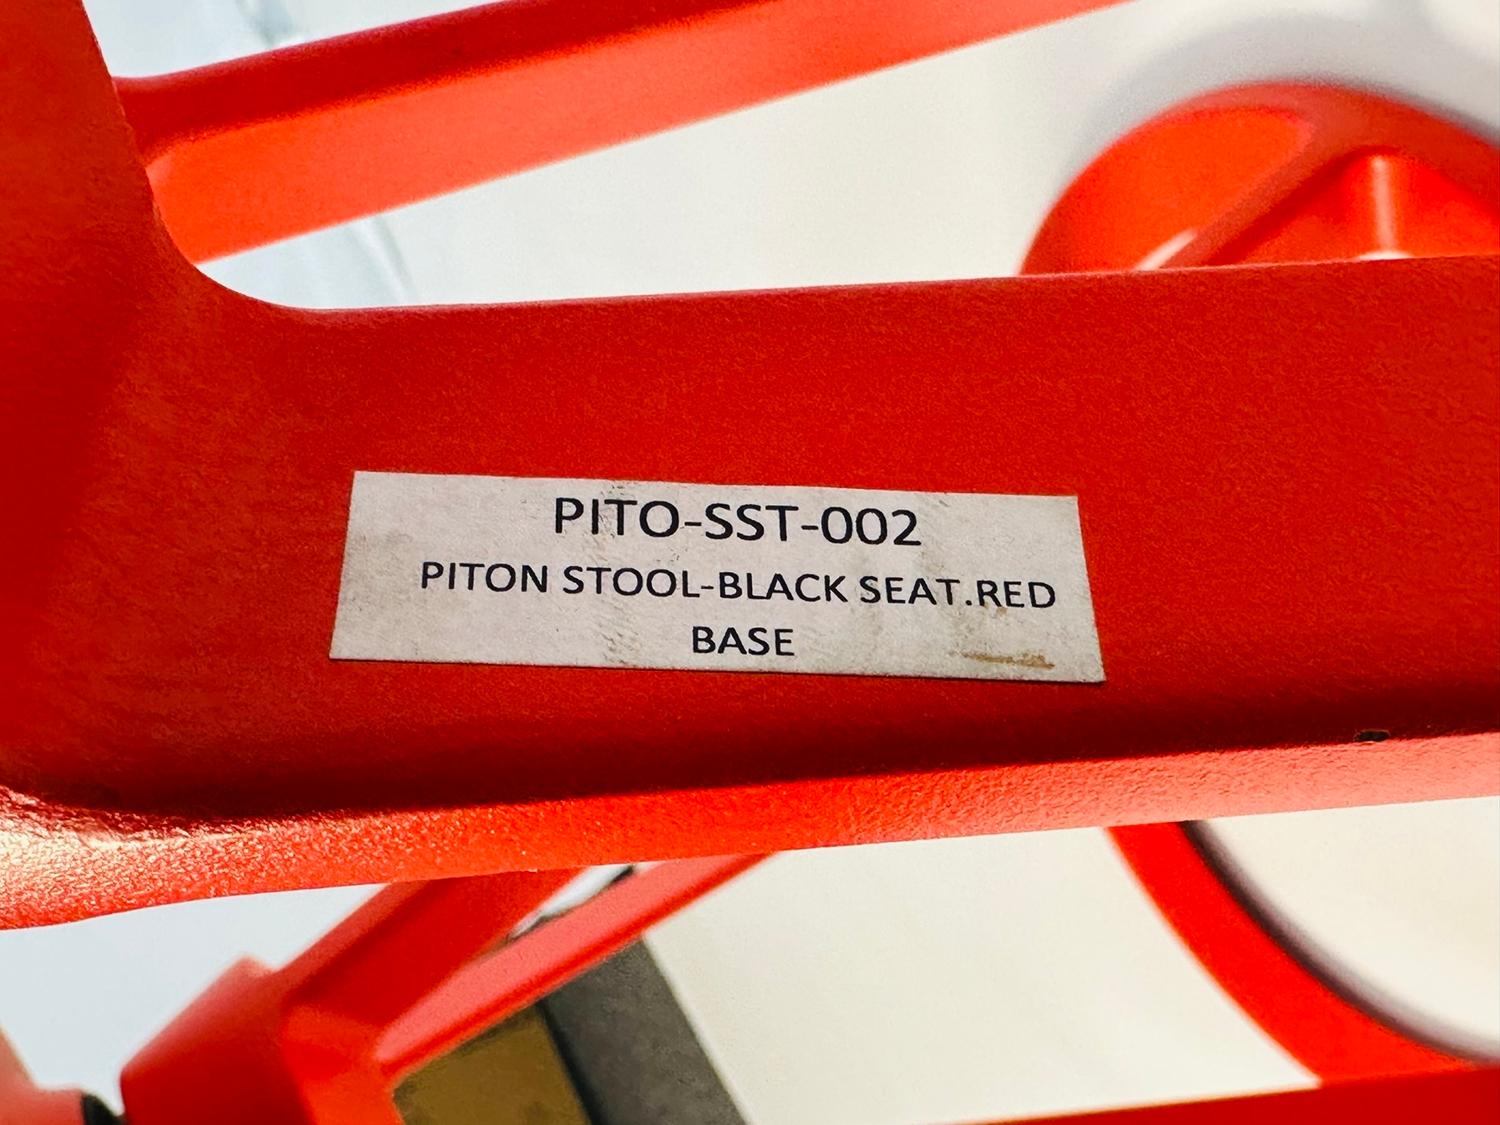 PITO-SST-002
PITON STOOL-BLACK SEAT.RED
BASE